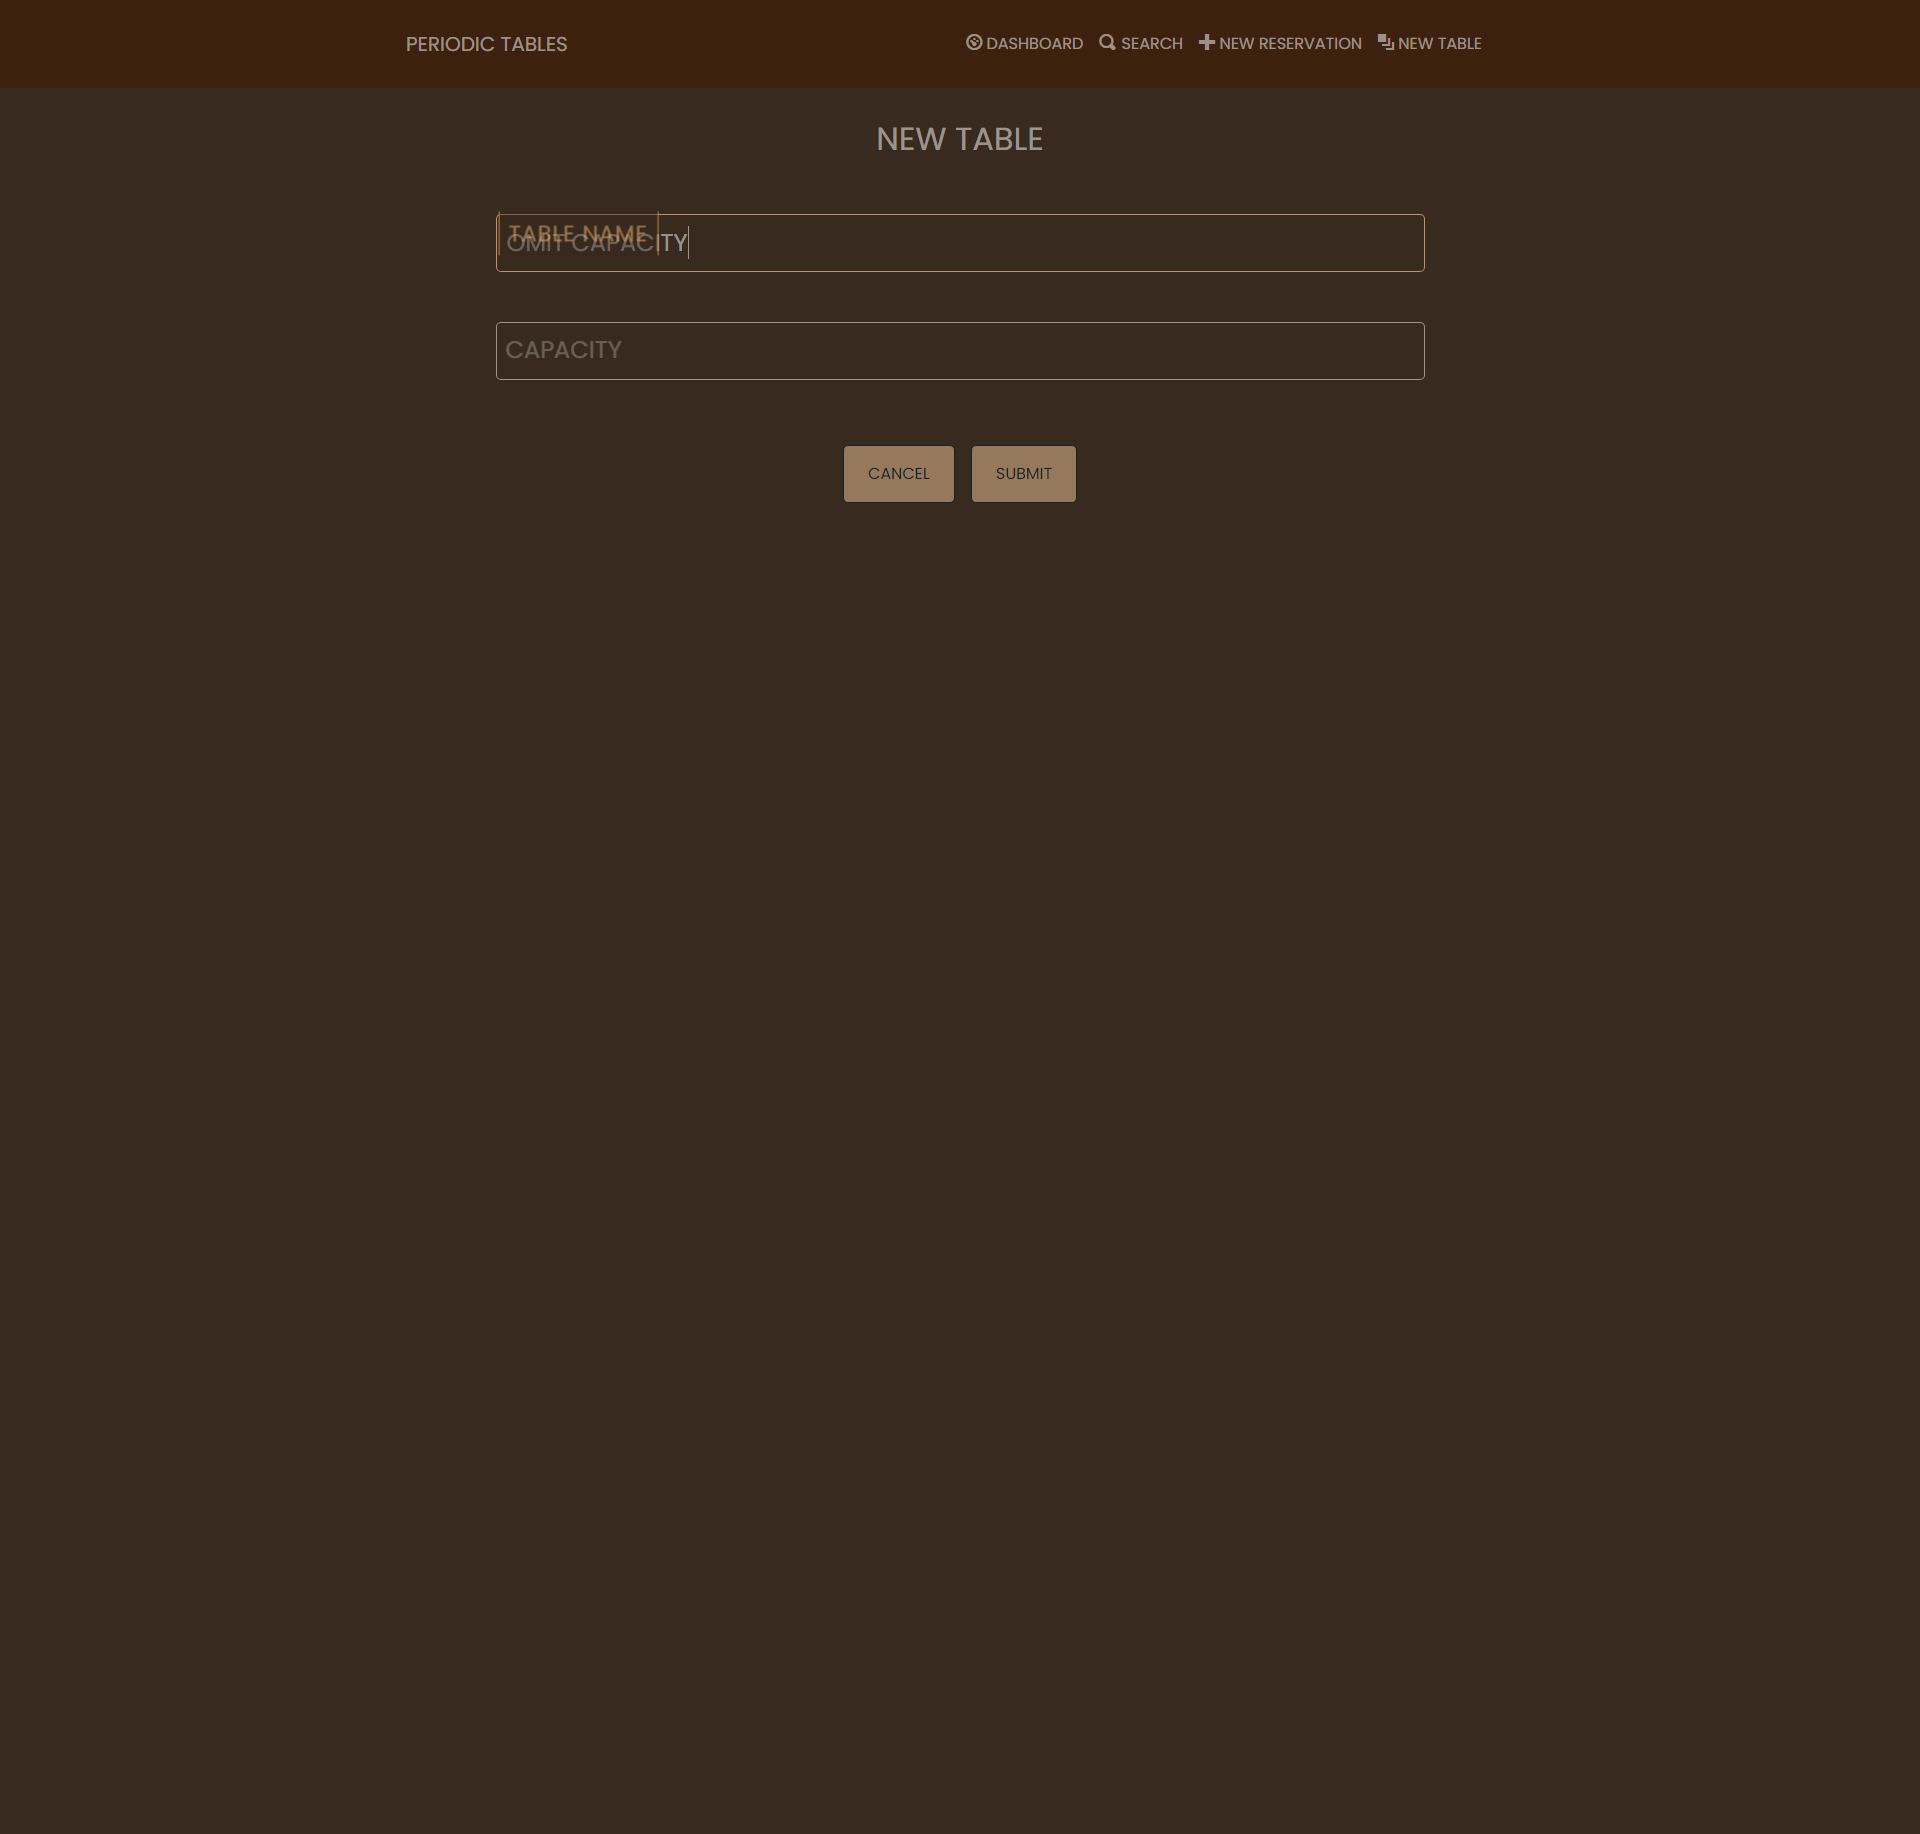 PERIODIC TABLES
DASHBOARD SEARCH NEW RESERVATION NEW TABLE
NEW TABLE
TABLE NAME
OMIT CAPACITY
CAPACITY
CANCEL SUBMIT